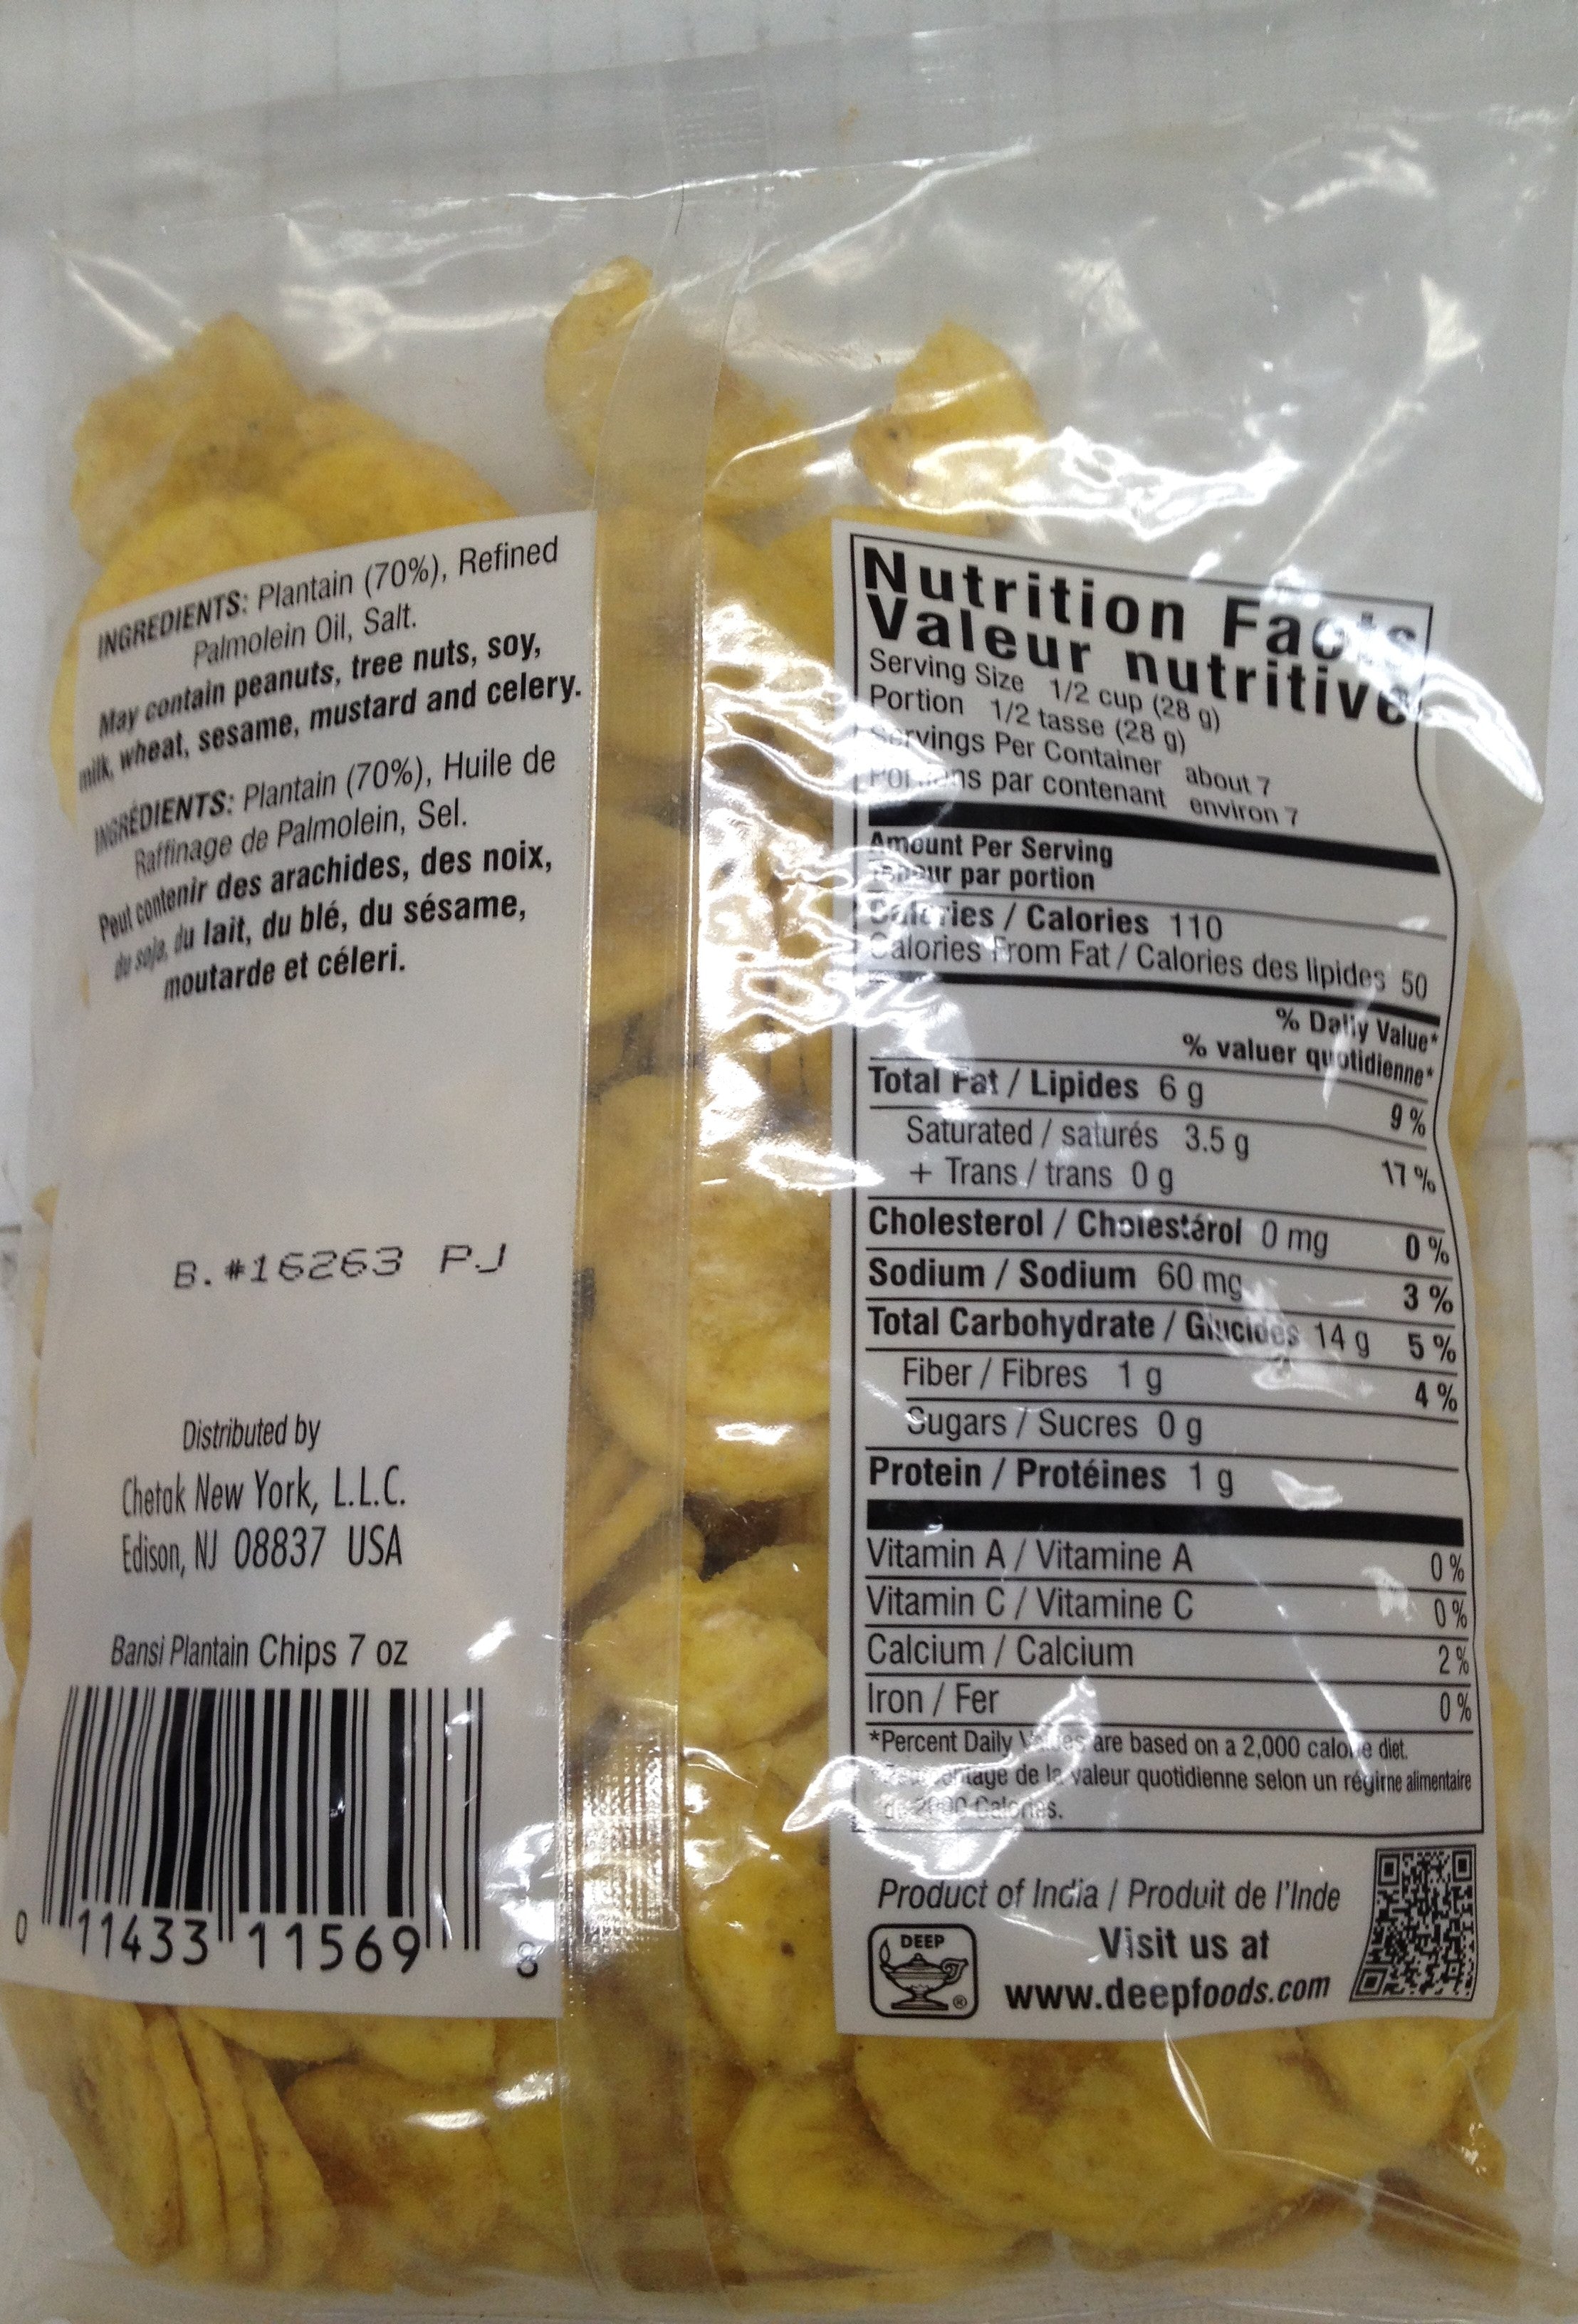 INGREDIENTS: Plantain (70%), Refined
Palmolein Oil, Salt.
May contain peanuts, tree nuts, soy,
milk, wheat, sesame, mustard and celery.
INGRÉDIENTS: Plantain (70%), Huile de
Raffinage de Palmolein, Sel.
Peut contenir des arachides, des noix,
du soja, du lait, du blé, du sésame,
moutarde et céleri.
B.#16263 PJ
Distributed by
Chetak New York, L.L.C.
Edison, NJ 08837 USA
Bansi Plantain Chips 7 oz
0 11433 11569 8
Nutrition Facts
Valeur nutritive
Serving Size 1/2 cup (28 g)
Portion 1/2 tasse (28 g)
Servings Per Container about 7
Portions par contenant environ 7
Amount Per Serving
Teneur par portion
Calories / Calories 110
Calories From Fat / Calories des lipides 50
% Daily Value*
% valuer quotidienne*
Total Fat / Lipides 6 g 9 %
Saturated / saturés 3.5 g
+ Trans / trans 0 g 17 %
Cholesterol / Cholestárol 0 mg 0 %
Sodium / Sodium 60 mg 3 %
Total Carbohydrate / Glucides 14 g 5 %
Fiber / Fibres 1 g 4 %
Sugars / Sucres 0 g
Protein / Protéines 1 g
Vitamin A / Vitamine A 0 %
Vitamin C / Vitamine C 0 %
Calcium / Calcium 2 %
Iron / Fer 0 %
*Percent Daily Values are based on a 2,000 calorie diet.
de la valeur quotidienne selon un régirne alimentaire
de 2000 Calories.
Product of India / Produit de l'Inde
DEEP
®
Visit us at
www.deepfoods.com